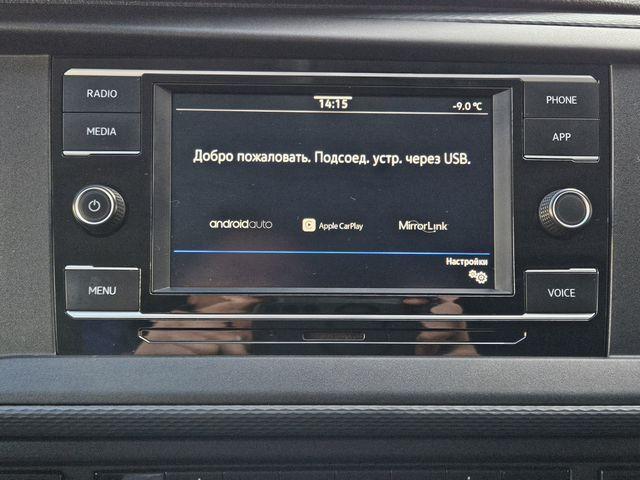 RADIO
MEDIA
MENU
14:15
-9.0 °C
Добро пожаловать. Подсоед. устр. через USB.
androidauto
Apple CarPlay
MirrorLink
Настройки
PHONE
APP
VOICE